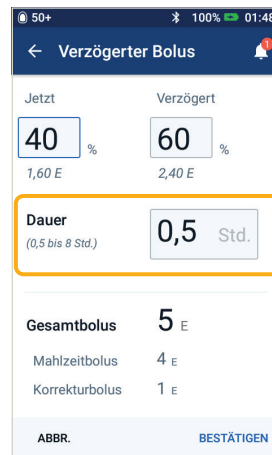 50+ 100% 01:48
Verzögerter Bolus 1
Jetzt Verzögert
40 % 60 %
1,60 E 2,40 E
Dauer 0,5 Std.
(0,5 bis 8 Std.)
Gesamtbolus 5 E
Mahlzeitbolus 4 E
Korrekturbolus 1 E
ABBR. BESTÄTIGEN